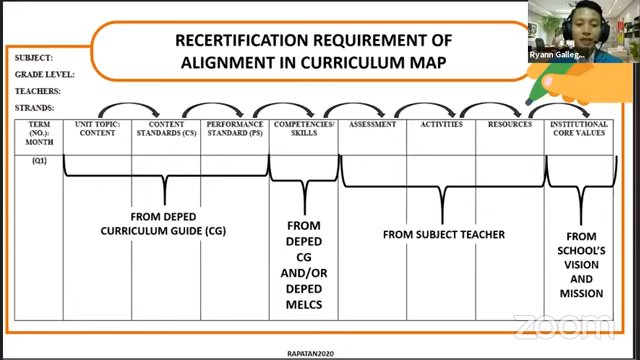 RECERTIFICATION REQUIREMENT OF
ALIGNMENT IN CURRICULUM MAP
Ryann Galleg...
SUBJECT:
GRADE LEVEL:
TEACHERS:
STRANDS:
TERM
(NO.):
MONTH
UNIT TOPIC:
CONTENT
CONTENT
STANDARDS (CS)
PERFORMANCE
STANDARD (PS)
COMPETENCIES/
SKILLS
ASSESSMENT
ACTIVITIES
RESOURCES
INSTITUTIONAL
CORE VALUES
(Q1)
FROM DEPED
CURRICULUM GUIDE (CG)
FROM
DEPED
CG
AND/OR
DEPED
MELCS
FROM SUBJECT TEACHER
FROM
SCHOOL'S
VISION
AND
MISSION
zoom
RAPATAN2020